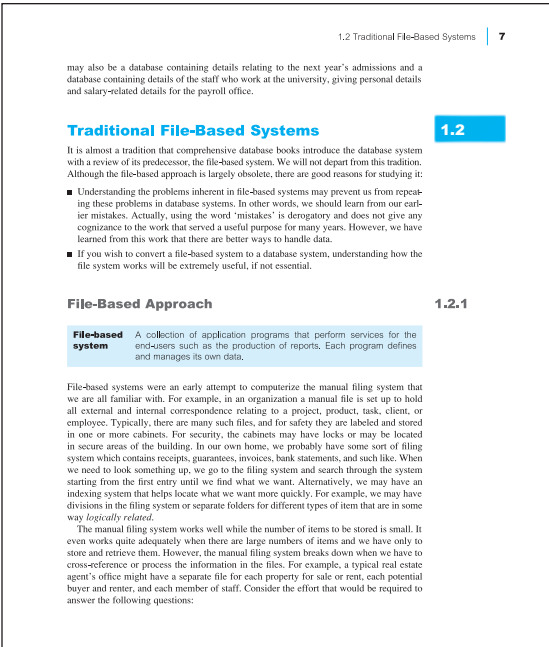 1.2 Traditional File-Based Systems | 7
may also be a database containing details relating to the next year's admissions and a
database containing details of the staff who work at the university, giving personal details
and salary-related details for the payroll office.
Traditional File-Based Systems
1.2
It is almost a tradition that comprehensive database books introduce the database system
with a review of its predecessor, the file-based system. We will not depart from this tradition.
Although the file-based approach is largely obsolete, there are good reasons for studying it:
■ Understanding the problems inherent in file-based systems may prevent us from repeat-
ing these problems in database systems. In other words, we should learn from our earl-
ier mistakes. Actually, using the word 'mistakes' is derogatory and does not give any
cognizance to the work that served a useful purpose for many years. However, we have
learned from this work that there are better ways to handle data.
■ If you wish to convert a file-based system to a database system, understanding how the
file system works will be extremely useful, if not essential.
File-Based Approach
1.2.1
File-based A collection of application programs that perform services for the
system end-users such as the production of reports. Each program defines
and manages its own data.
File-based systems were an early attempt to computerize the manual filing system that
we are all familiar with. For example, in an organization a manual file is set up to hold
all external and internal correspondence relating to a project, product, task, client, or
employee. Typically, there are many such files, and for safety they are labeled and stored
in one or more cabinets. For security, the cabinets may have locks or may be located
in secure areas of the building. In our own home, we probably have some sort of filing
system which contains receipts, guarantees, invoices, bank statements, and such like. When
we need to look something up, we go to the filing system and search through the system
starting from the first entry until we find what we want. Alternatively, we may have an
indexing system that helps locate what we want more quickly. For example, we may have
divisions in the filing system or separate folders for different types of item that are in some
way logically related.
The manual filing system works well while the number of items to be stored is small. It
even works quite adequately when there are large numbers of items and we have only to
store and retrieve them. However, the manual filing system breaks down when we have to
cross-reference or process the information in the files. For example, a typical real estate
agent's office might have a separate file for each property for sale or rent, each potential
buyer and renter, and each member of staff. Consider the effort that would be required to
answer the following questions: